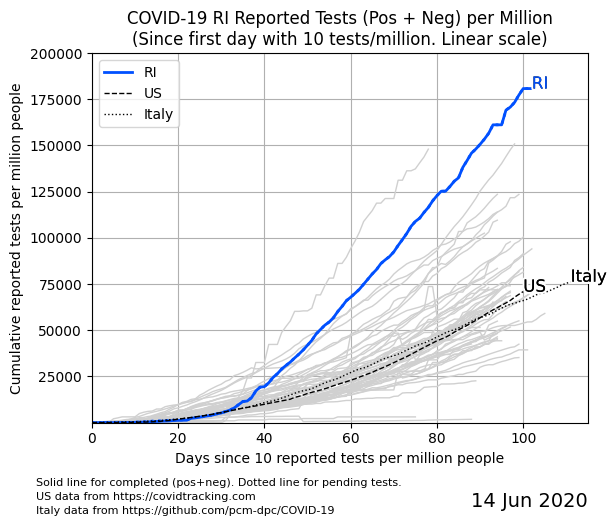 COVID-19 RI Reported Tests (Pos + Neg) per Million
(Since first day with 10 tests/million. Linear scale)
Cumulative reported tests per million people
200000
175000
150000
125000
100000
75000
50000
25000
RI
US
Italy
RI
Italy
US
0
20
40
60
80
100
Days since 10 reported tests per million people
Solid line for completed (pos+neg). Dotted line for pending tests.
US data from https://covidtracking.com
Italy data from https://github.com/pcm-dpc/COVID-19
14 Jun 2020